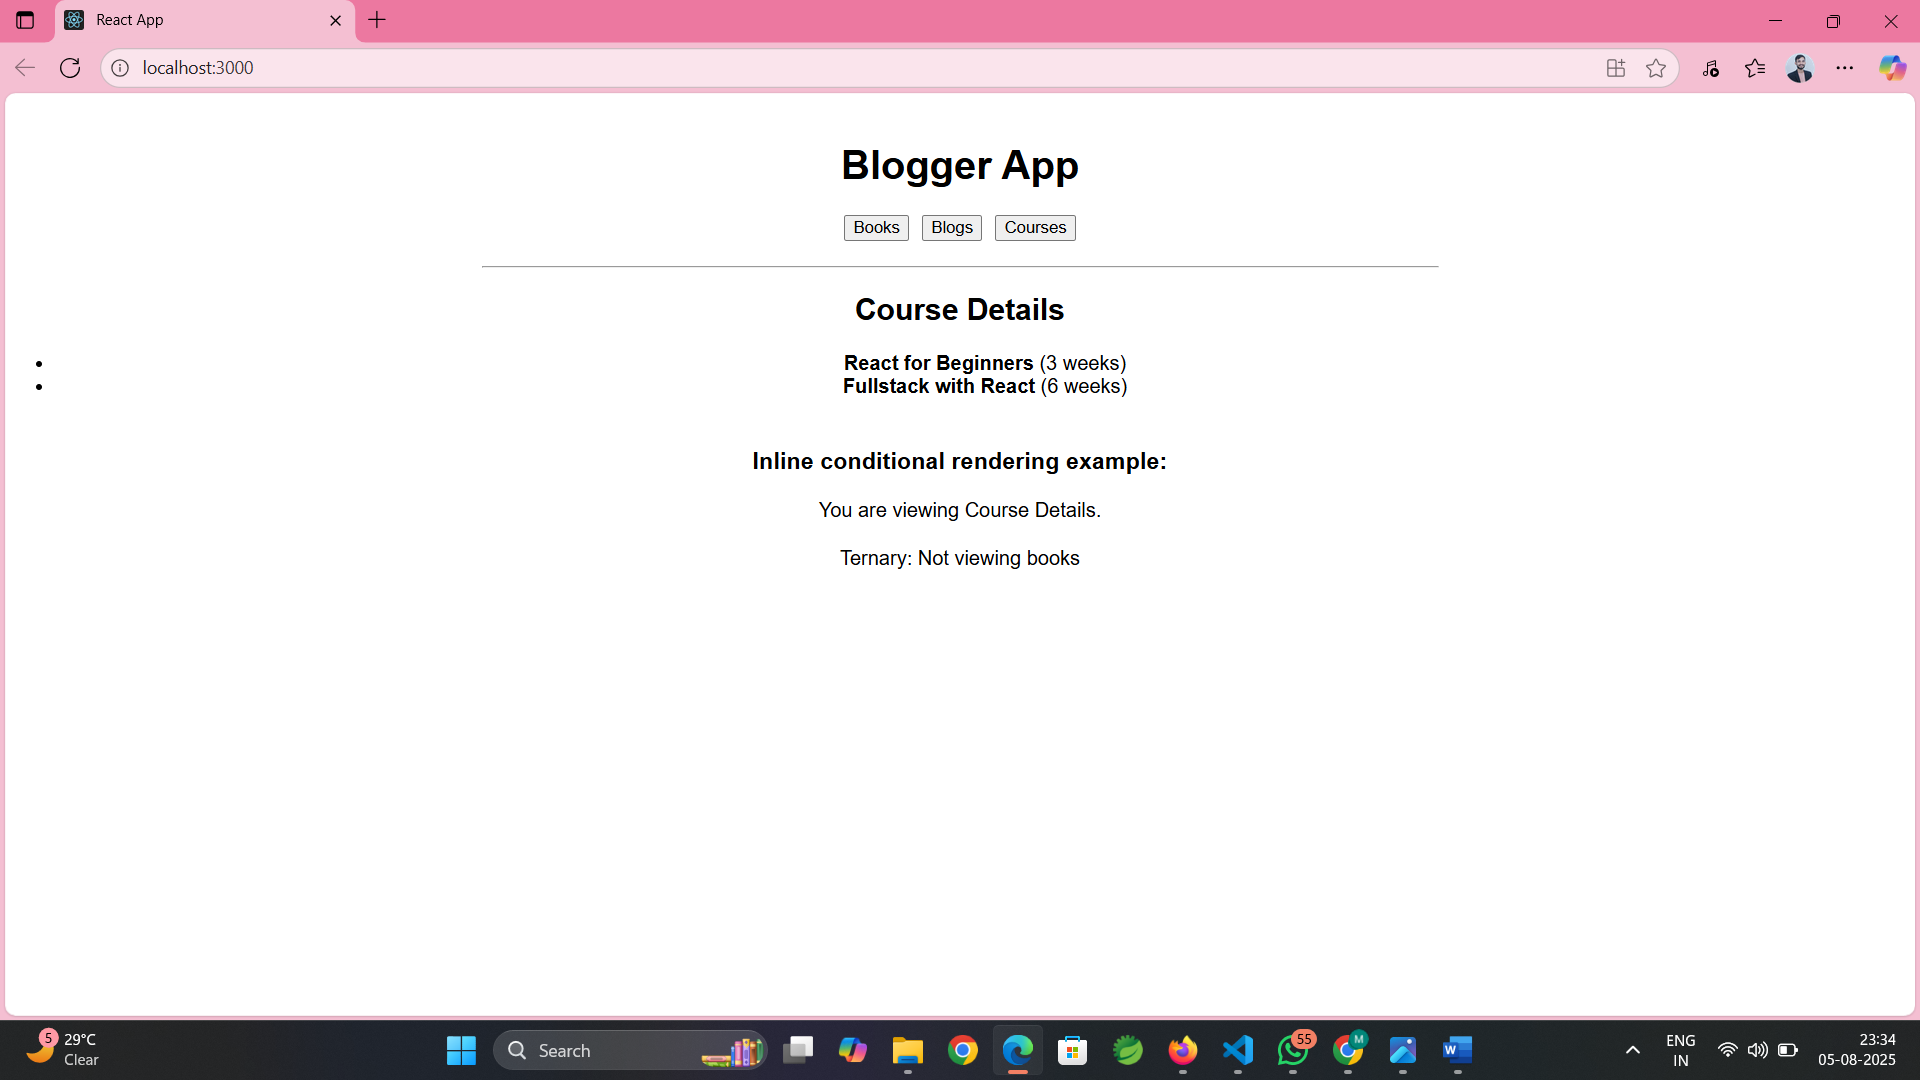 React App
localhost:3000
Blogger App
Books Blogs Courses
Course Details
• React for Beginners (3 weeks)
• Fullstack with React (6 weeks)
Inline conditional rendering example:
You are viewing Course Details.
Ternary: Not viewing books
5 29°C
Clear
Search
55
M
W
ENG
IN
23:34
05-08-2025